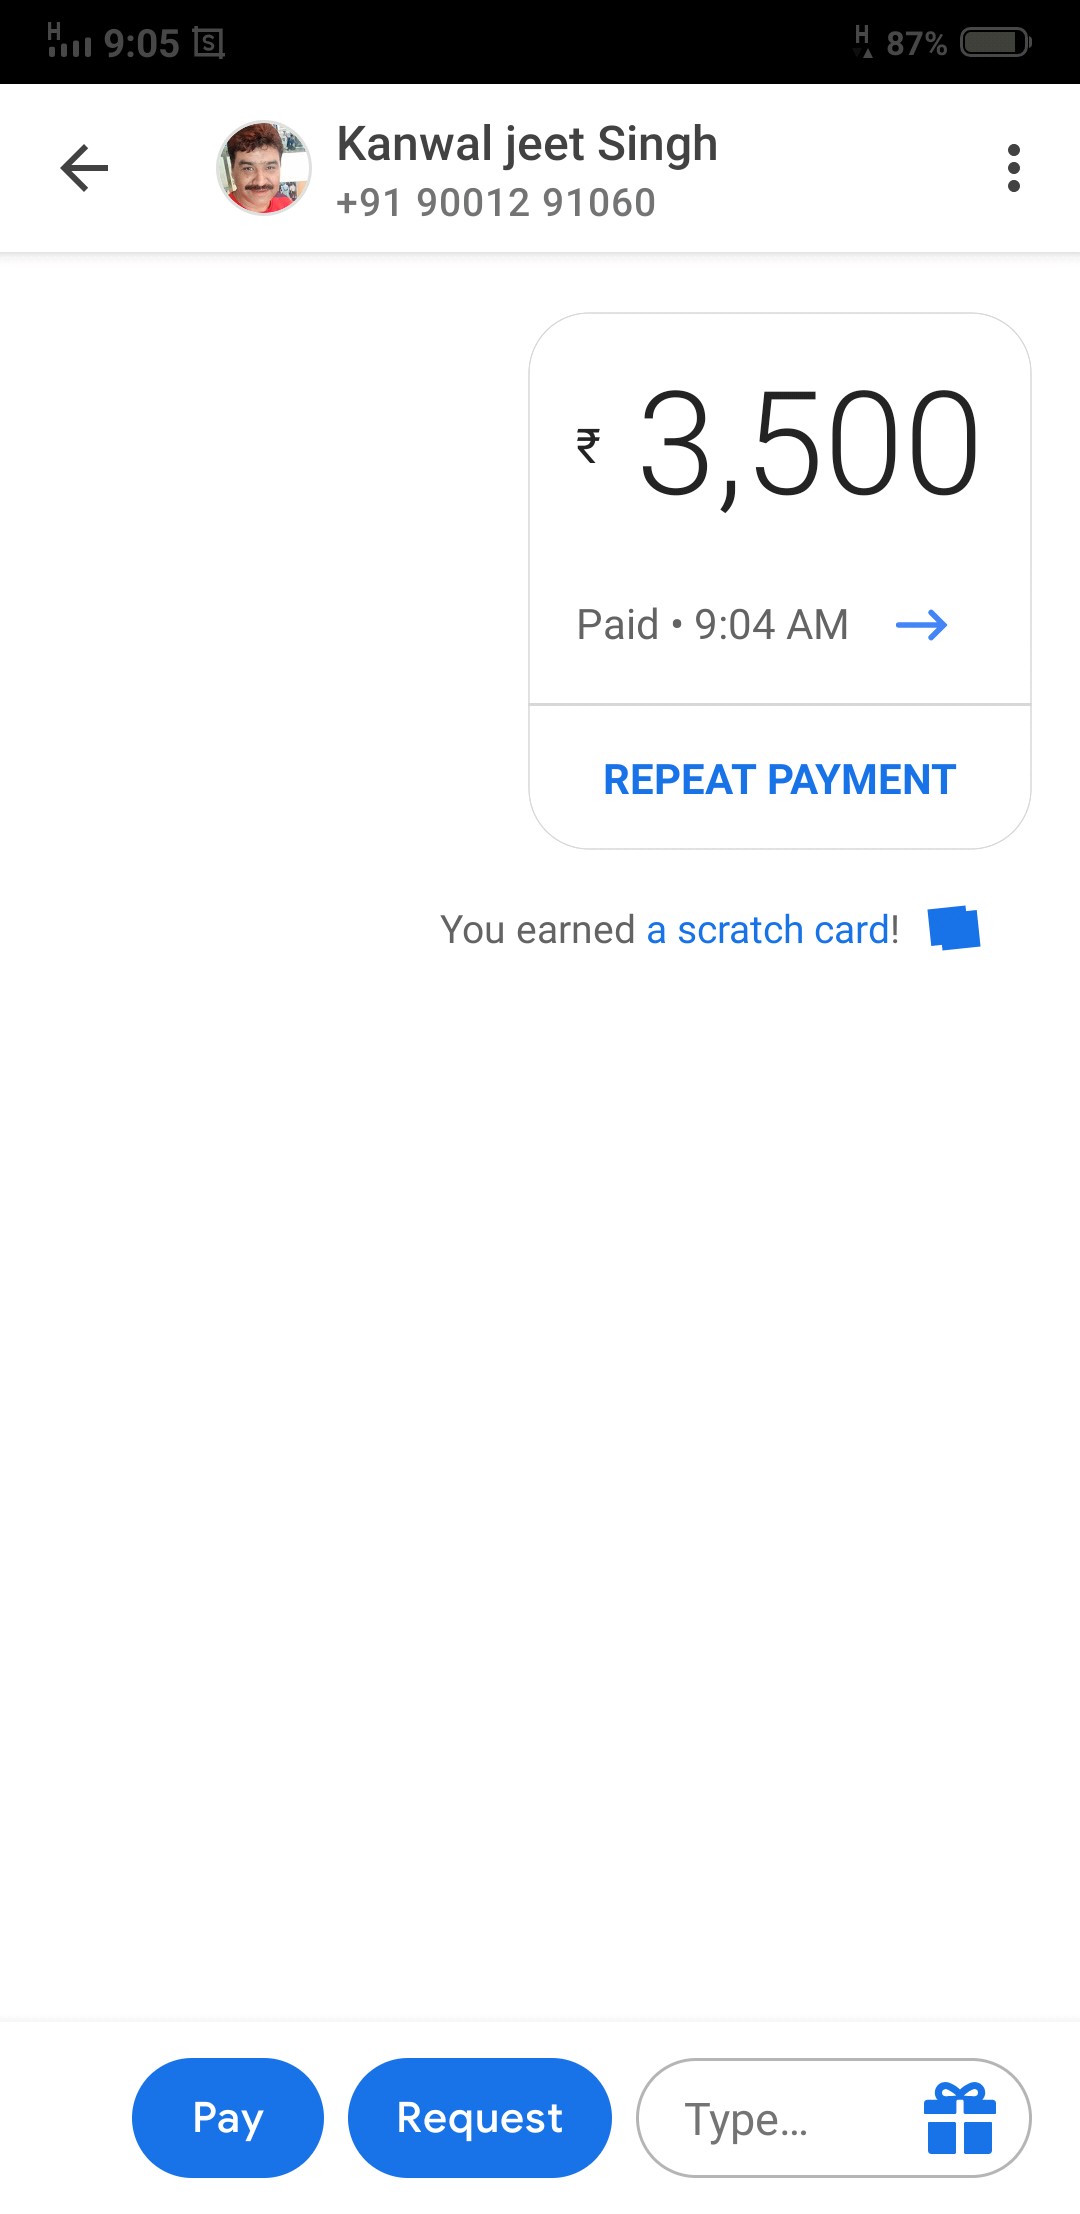 H 9:05 S H 87%
Kanwal jeet Singh
+91 90012 91060
₹ 3,500
Paid • 9:04 AM
REPEAT PAYMENT
You earned a scratch card!
Pay Request Type...